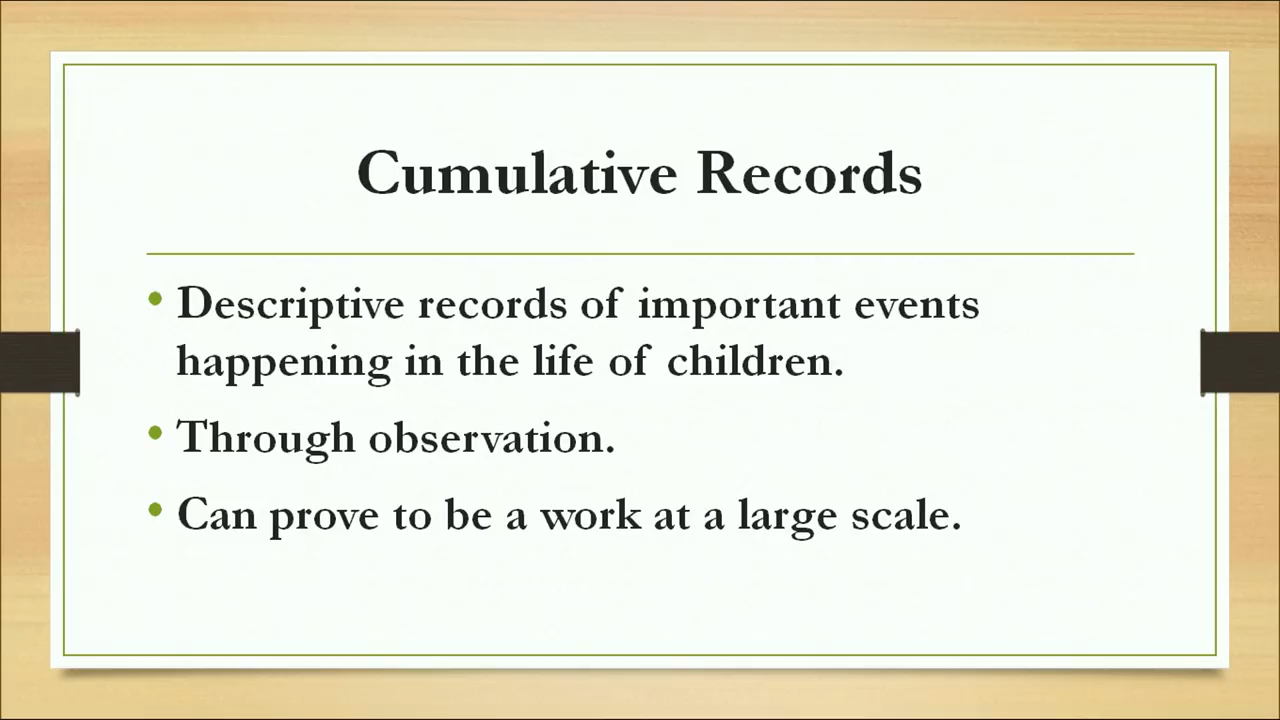 Cumulative Records
• Descriptive records of important events
happening in the life of children.
• Through observation.
• Can prove to be a work at a large scale.